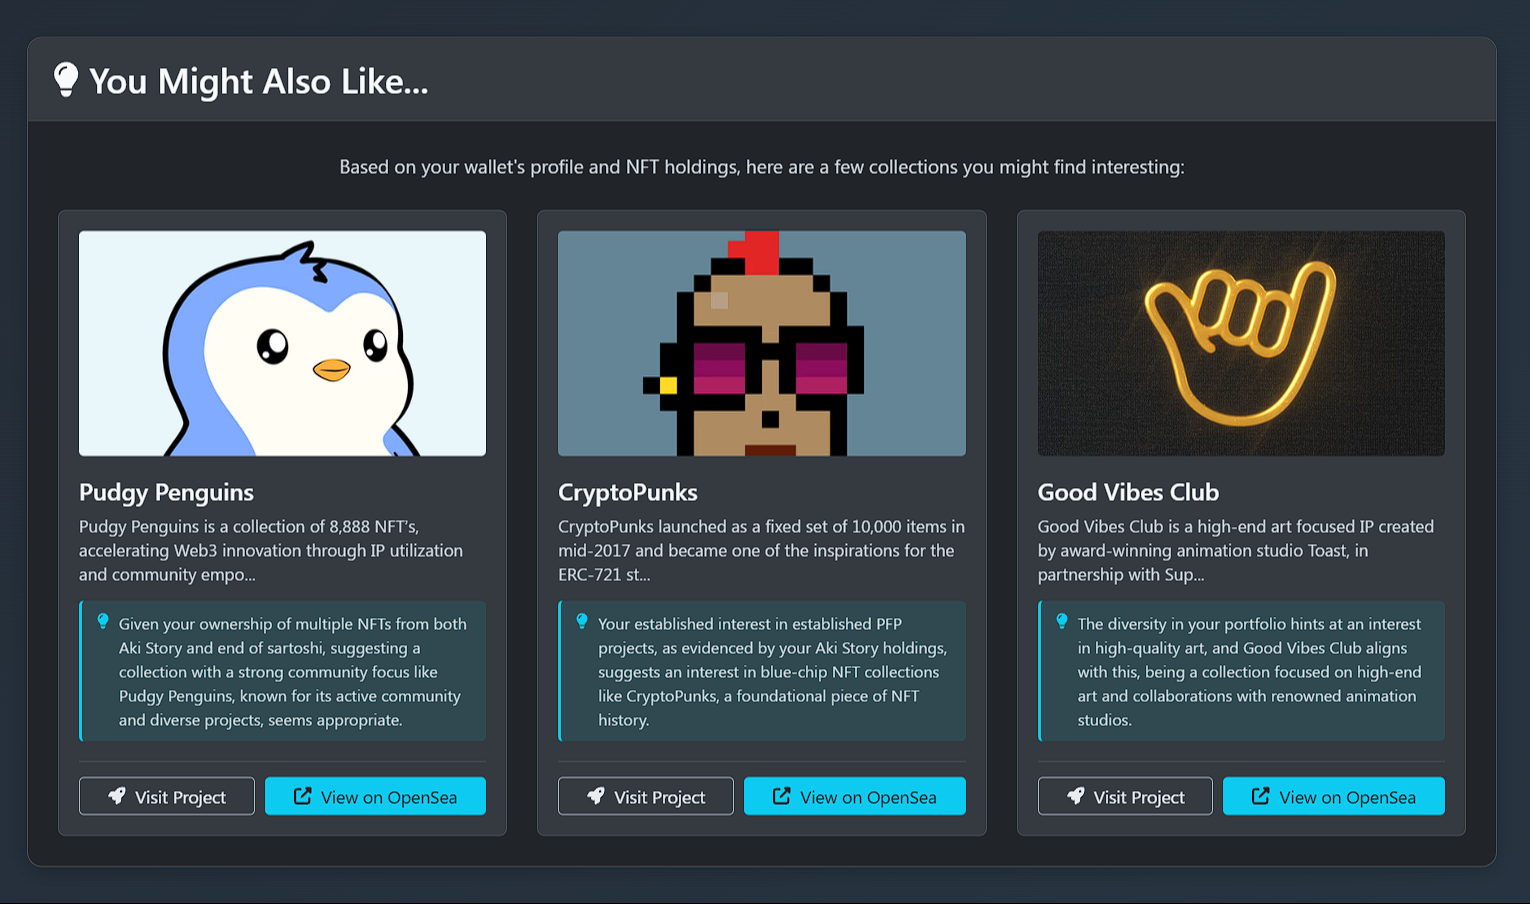 You Might Also Like...
Based on your wallet's profile and NFT holdings, here are a few collections you might find interesting:
Pudgy Penguins
Pudgy Penguins is a collection of 8,888 NFT's,
accelerating Web3 innovation through IP utilization
and community empo...
Given your ownership of multiple NFTs from both
Aki Story and end of sartoshi, suggesting a
collection with a strong community focus like
Pudgy Penguins, known for its active community
and diverse projects, seems appropriate.
Visit Project
View on OpenSea
CryptoPunks
CryptoPunks launched as a fixed set of 10,000 items in
mid-2017 and became one of the inspirations for the
ERC-721 st...
Your established interest in established PFP
projects, as evidenced by your Aki Story holdings,
suggests an interest in blue-chip NFT collections
like CryptoPunks, a foundational piece of NFT
history.
Visit Project
View on OpenSea
Good Vibes Club
Good Vibes Club is a high-end art focused IP created
by award-winning animation studio Toast, in
partnership with Sup...
The diversity in your portfolio hints at an interest
in high-quality art, and Good Vibes Club aligns
with this, being a collection focused on high-end
art and collaborations with renowned animation
studios.
Visit Project
View on OpenSea